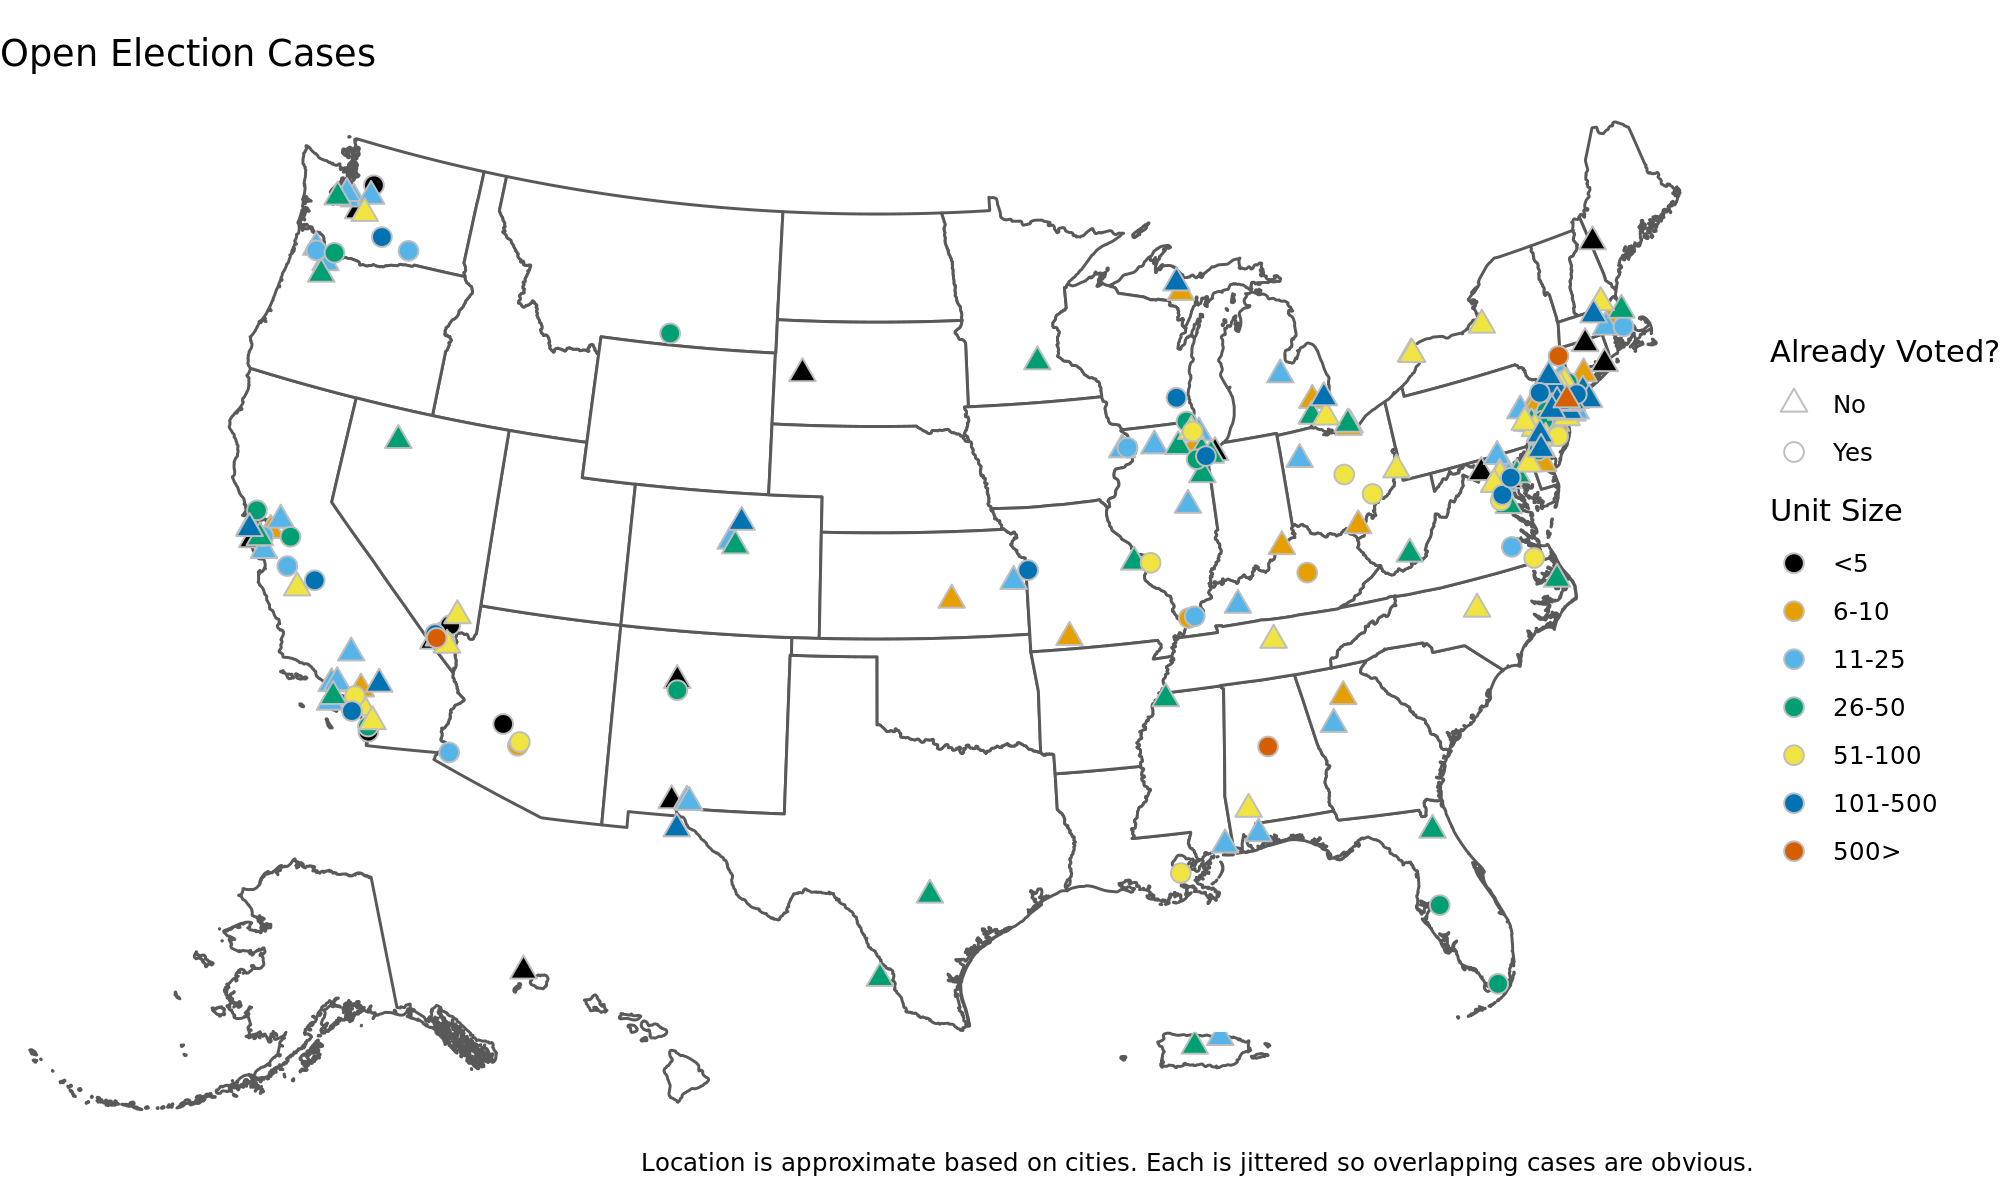 Open Election Cases
Already Voted?
No
Yes
Unit Size
<5
6-10
11-25
26-50
51-100
101-500
500>
Location is approximate based on cities. Each is jittered so overlapping cases are obvious.